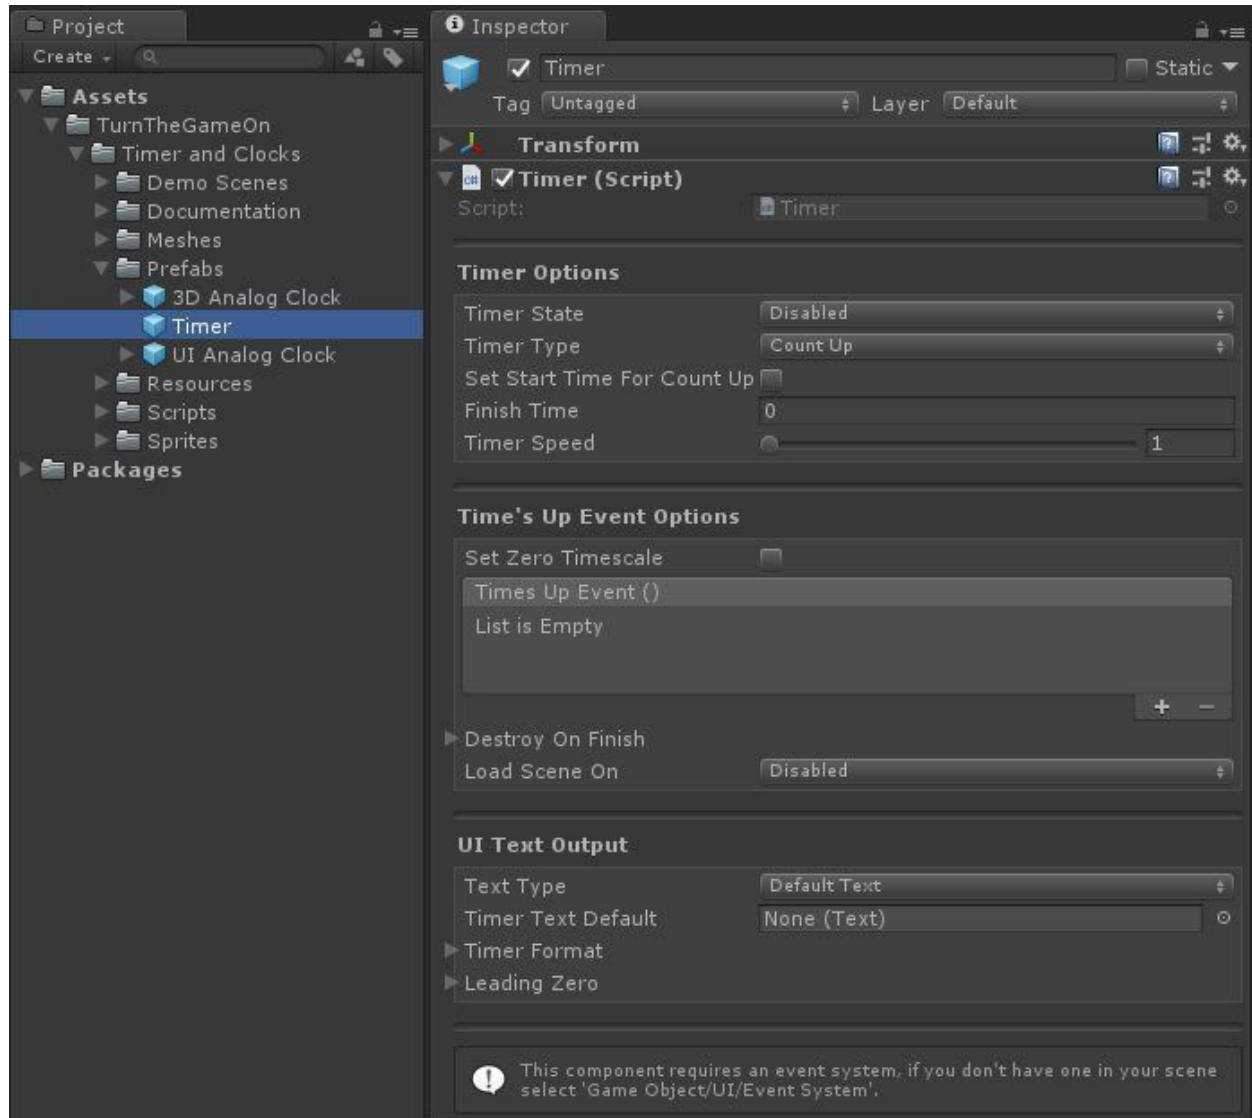 Project
Create
Assets
TurnTheGameOn
Timer and Clocks
Demo Scenes
Documentation
Meshes
Prefabs
3D Analog Clock
Timer
UI Analog Clock
Resources
Scripts
Sprites
Packages
Inspector
Timer
Static
Tag Untagged Layer Default
Transform
c# Timer (Script)
Script: Timer
Timer Options
Timer State Disabled
Timer Type Count Up
Set Start Time For Count Up
Finish Time 0
Timer Speed 1
Time's Up Event Options
Set Zero Timescale
Times Up Event ()
List is Empty
+ −
Destroy On Finish
Load Scene On Disabled
UI Text Output
Text Type Default Text
Timer Text Default None (Text)
Timer Format
Leading Zero
This component requires an event system, if you don't have one in your scene
select 'Game Object/UI/Event System'.